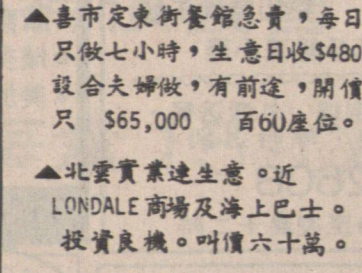 ▲喜市定東街餐館急賣,每日
只做七小時,生意日收$480
設合夫婦做,有前途,開價
只 $65,000 百60座位。
▲北雲實業連生意。近
LONDALE商場及海上巴士。
投資良機。叫價六十萬。